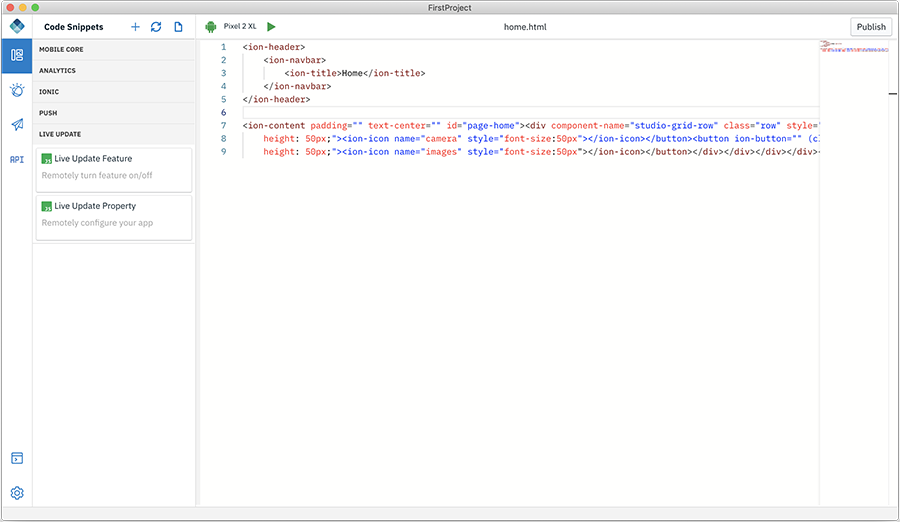 FirstProject
Code Snippets
Pixel 2 XL
home.html
Publish
MOBILE CORE
ANALYTICS
IONIC
PUSH
LIVE UPDATE
JS Live Update Feature
Remotely turn feature on/off
API
JS Live Update Property
Remotely configure your app
1 <ion-header>
2 <ion-navbar>
3 <ion-title>Home</ion-title>
4 </ion-navbar>
5 </ion-header>
6
7 <ion-content padding="" text-center="" id="page-home"><div component-name="studio-grid-row" class="row" style="
8 height: 50px;"><ion-icon name="camera" style="font-size:50px"></ion-icon></button><button ion-button="" (c
9 height: 50px;"><ion-icon name="images" style="font-size:50px"></ion-icon></button></div></div></div></div>